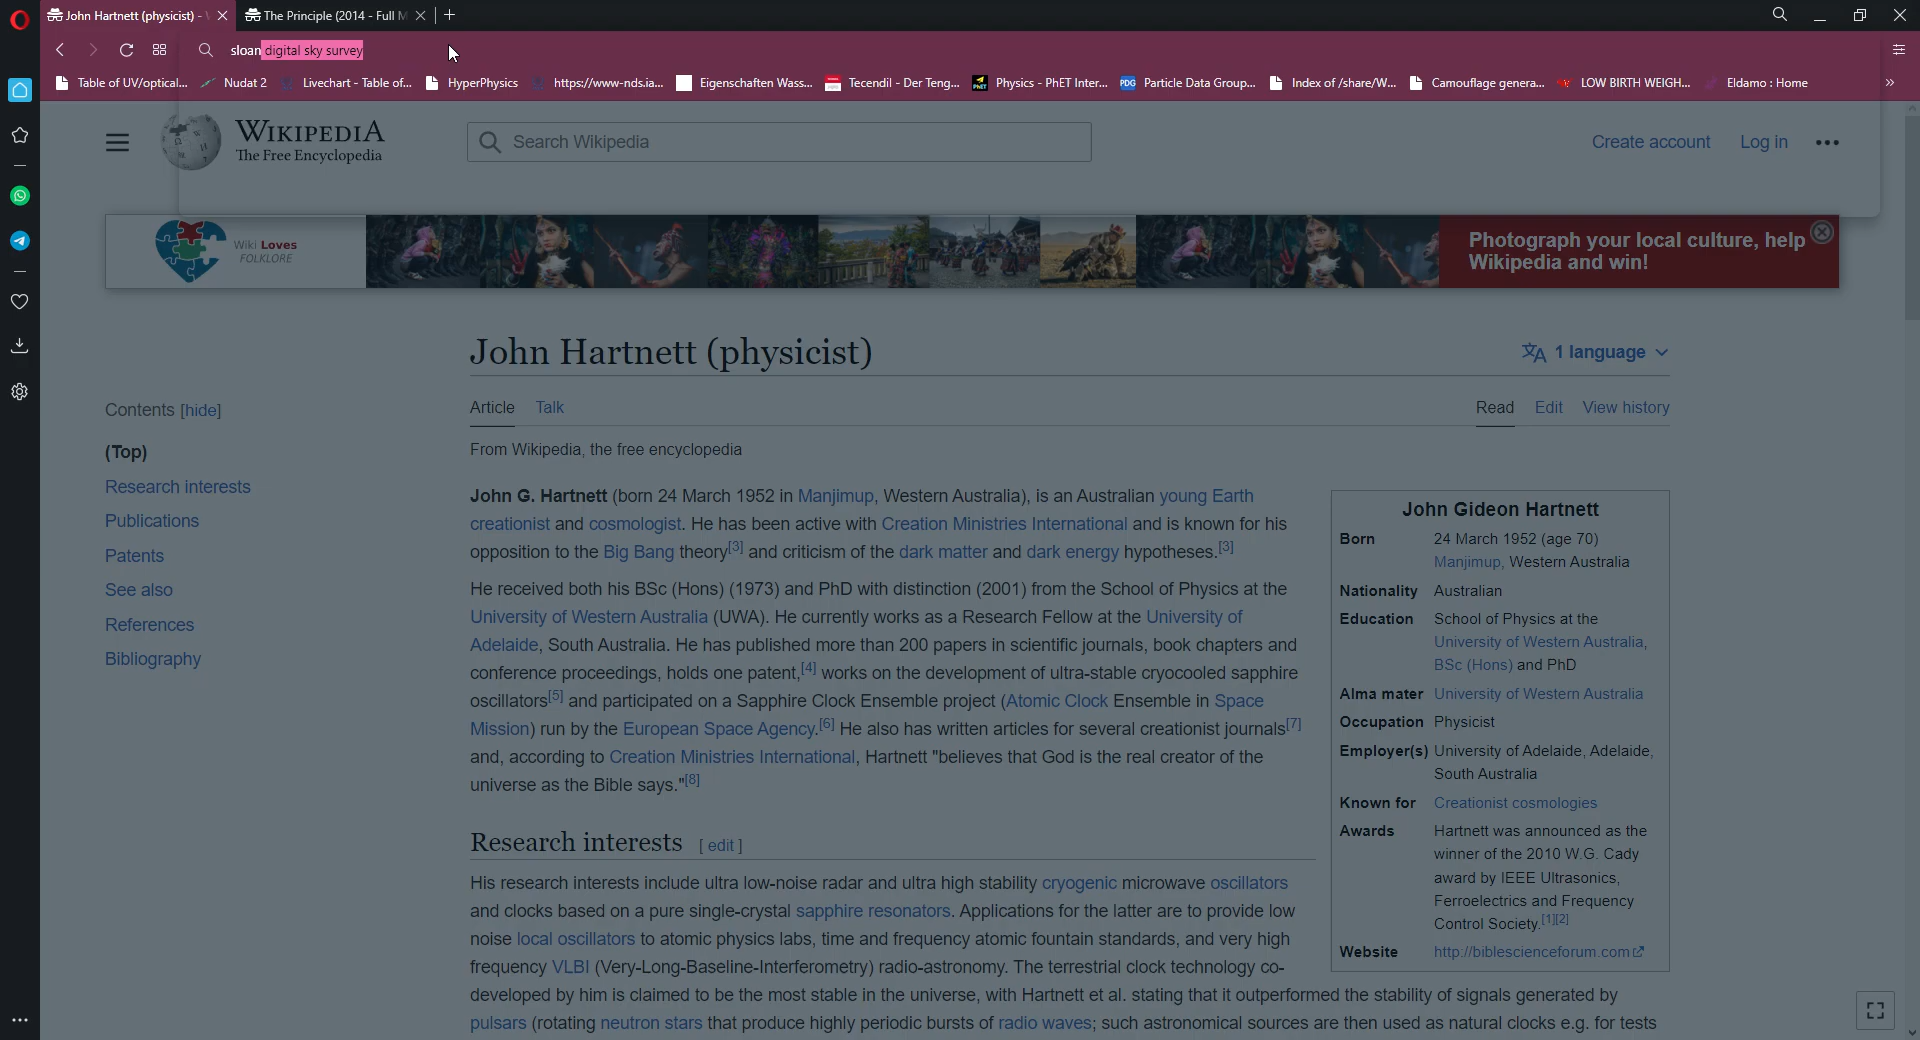 John Hartnett (physicist) -
The Principle (2014 - Full M
sloan digital sky survey
Table of UV/optical...
Nudat 2
Livechart - Table of...
HyperPhysics
https://www-nds.ia...
Eigenschaften Wass...
Tecendil - Der Teng...
Physics - PhET Inter...
PDG Particle Data Group...
Index of /share/W...
Camouflage genera...
LOW BIRTH WEIGH...
Eldamo : Home
WIKIPEDIA
The Free Encyclopedia
Search Wikipedia
Create account
Log in
Wiki Loves
FOLKLORE
Photograph your local culture, help
Wikipedia and win!
John Hartnett (physicist)
1 language
Contents [hide]
(Top)
Research interests
Publications
Patents
See also
References
Bibliography
Article Talk
Read Edit View history
From Wikipedia, the free encyclopedia
John G. Hartnett (born 24 March 1952 in Manjimup, Western Australia), is an Australian young Earth
creationist and cosmologist. He has been active with Creation Ministries International and is known for his
opposition to the Big Bang theory[3] and criticism of the dark matter and dark energy hypotheses.[3]
He received both his BSc (Hons) (1973) and PhD with distinction (2001) from the School of Physics at the
University of Western Australia (UWA). He currently works as a Research Fellow at the University of
Adelaide, South Australia. He has published more than 200 papers in scientific journals, book chapters and
conference proceedings, holds one patent,[4] works on the development of ultra-stable cryocooled sapphire
oscillators[5] and participated on a Sapphire Clock Ensemble project (Atomic Clock Ensemble in Space
Mission) run by the European Space Agency.[6] He also has written articles for several creationist journals[7]
and, according to Creation Ministries International, Hartnett "believes that God is the real creator of the
universe as the Bible says."[8]
Research interests [ edit ]
His research interests include ultra low-noise radar and ultra high stability cryogenic microwave oscillators
and clocks based on a pure single-crystal sapphire resonators. Applications for the latter are to provide low
noise local oscillators to atomic physics labs, time and frequency atomic fountain standards, and very high
frequency VLBI (Very-Long-Baseline-Interferometry) radio-astronomy. The terrestrial clock technology co-
developed by him is claimed to be the most stable in the universe, with Hartnett et al. stating that it outperformed the stability of signals generated by
pulsars (rotating neutron stars that produce highly periodic bursts of radio waves; such astronomical sources are then used as natural clocks e.g. for tests
John Gideon Hartnett
Born 24 March 1952 (age 70)
Manjimup, Western Australia
Nationality Australian
Education School of Physics at the
University of Western Australia,
BSc (Hons) and PhD
Alma mater University of Western Australia
Occupation Physicist
Employer(s) University of Adelaide, Adelaide,
South Australia
Known for Creationist cosmologies
Awards Hartnett was announced as the
winner of the 2010 W.G. Cady
award by IEEE Ultrasonics,
Ferroelectrics and Frequency
Control Society.[1][2]
Website http://biblescienceforum.com